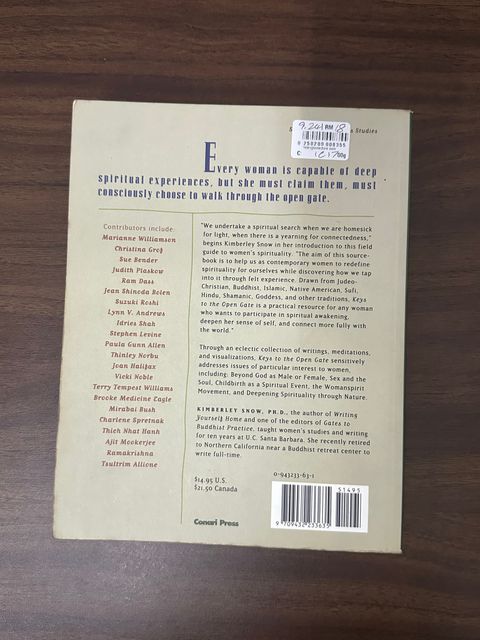 Studies
9.24 RM 18
9 758700 008355
C
Every woman is capable of deep
spiritual experiences, but she must claim them, must
consciously choose to walk through the open gate.
Contributors include:
Marianne Williamson
Christina Grof
Sue Bender
Judith Plaskow
Ram Dass
Jean Shinoda Bolen
Suzuki Roshi
Lynn V. Andrews
Idries Shah
Stephen Levine
Paula Gunn Allen
Thinley Norbu
Joan Halifax
Vicki Noble
Terry Tempest Williams
Brooke Medicine Eagle
Mirabai Bush
Charlene Spretnak
Thich Nhat Hanh
Ajit Mookerjee
Ramakrishna
Tsultrim Allione
"We undertake a spiritual search when we are homesick
for light, when there is a yearning for connectedness,"
begins Kimberley Snow in her introduction to this field
guide to women's spirituality. "The aim of this source-
book is to help us as contemporary women to redefine
spirituality for ourselves while discovering how we tap
into it through felt experience. Drawn from Judeo-
Christian, Buddhist, Islamic, Native American, Sufi,
Hindu, Shamanic, Goddess, and other traditions, Keys
to the Open Gate is a practical resource for any woman
who wants to participate in spiritual awakening,
deepen her sense of self, and connect more fully with
the world."
Through an eclectic collection of writings, meditations,
and visualizations, Keys to the Open Gate sensitively
addresses issues of particular interest to women,
including: Beyond God as Male or Female, Sex and the
Soul, Childbirth as a Spiritual Event, the Womanspirit
Movement, and Deepening Spirituality through Nature.
KIMBERLEY SNOW, PH.D., the author of Writing
Yourself Home and one of the editors of Gates to
Buddhist Practice, taught women's studies and writing
for ten years at U.C. Santa Barbara. She recently retired
to Northern California near a Buddhist retreat center to
write full-time.
$14.95 U.S.
$21.50 Canada
0-943233-63-1
51495
9 780943 233635
Conari Press